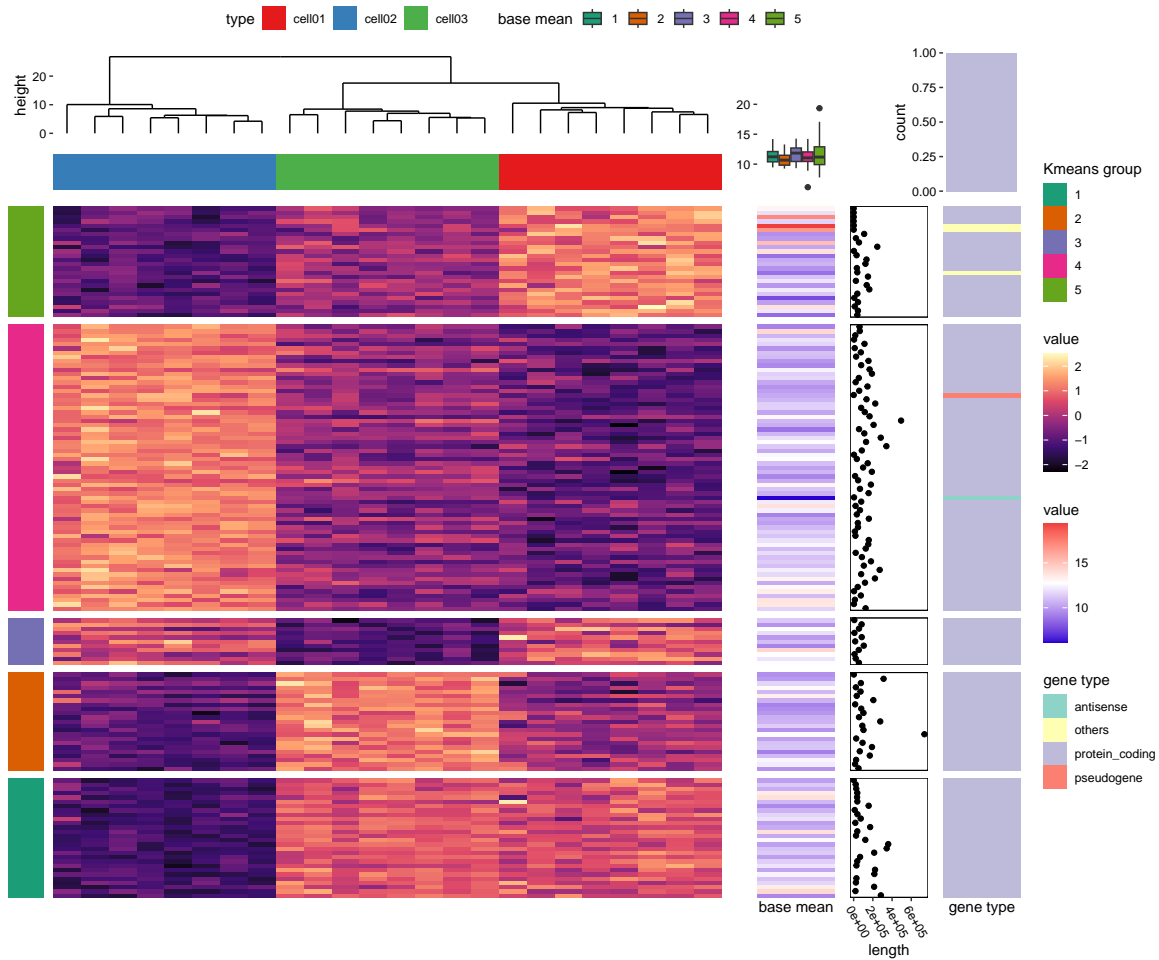 type cell01 cell02 cell03 base mean 1 2 3 4 5
height
20
10
0
20
15
10
count
1.00
0.75
0.50
0.25
0.00
Kmeans group
1
2
3
4
5
value
2
1
0
−1
−2
value
15
10
gene type
antisense
others
protein_coding
pseudogene
base mean
0e+00
2e+05
4e+05
6e+05
length
gene type